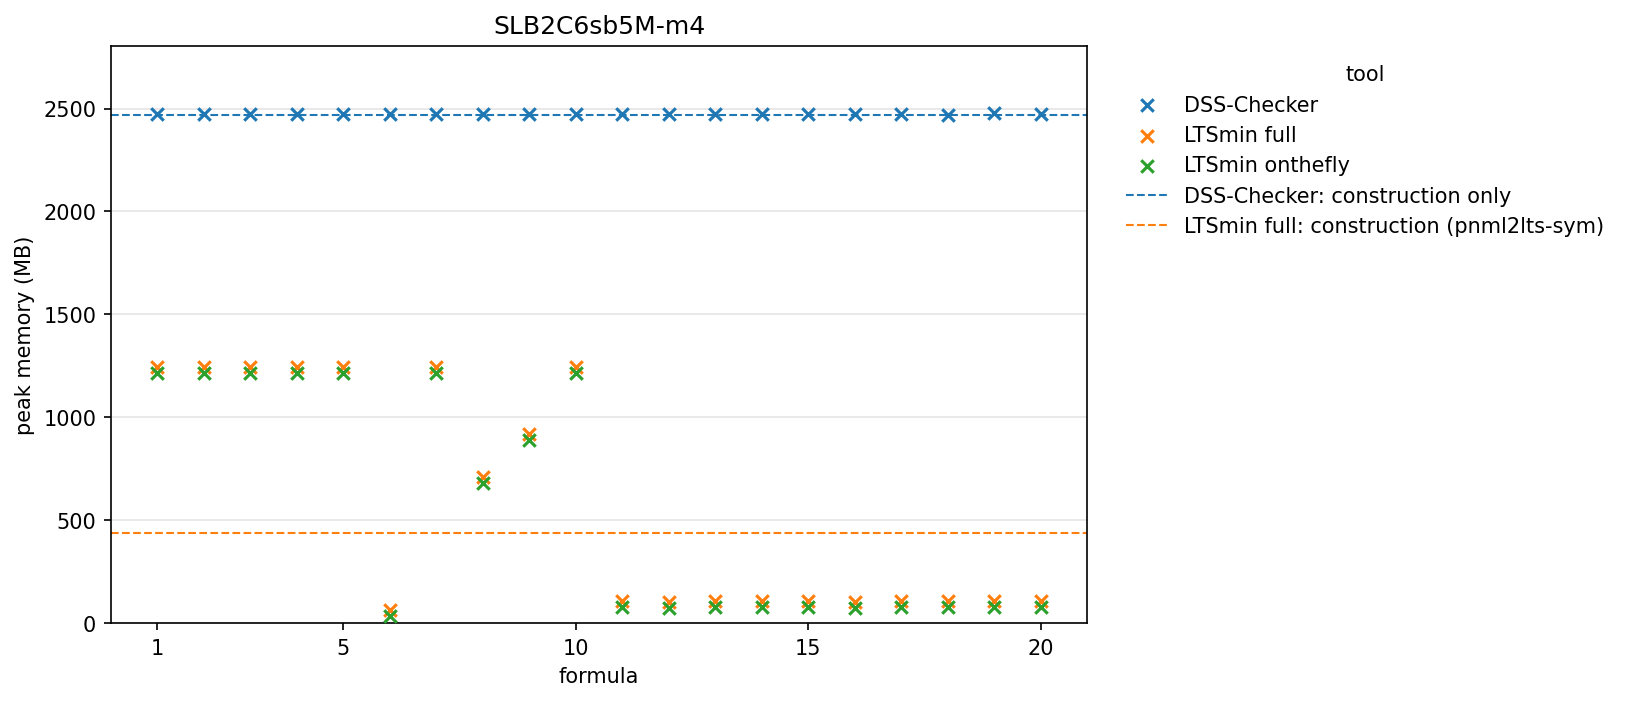 SLB2C6sb5M-m4
peak memory (MB)
2500
2000
1500
1000
500
0
1
5
10
15
20
formula
tool
DSS-Checker
LTSmin full
LTSmin onthefly
DSS-Checker: construction only
LTSmin full: construction (pnml2lts-sym)